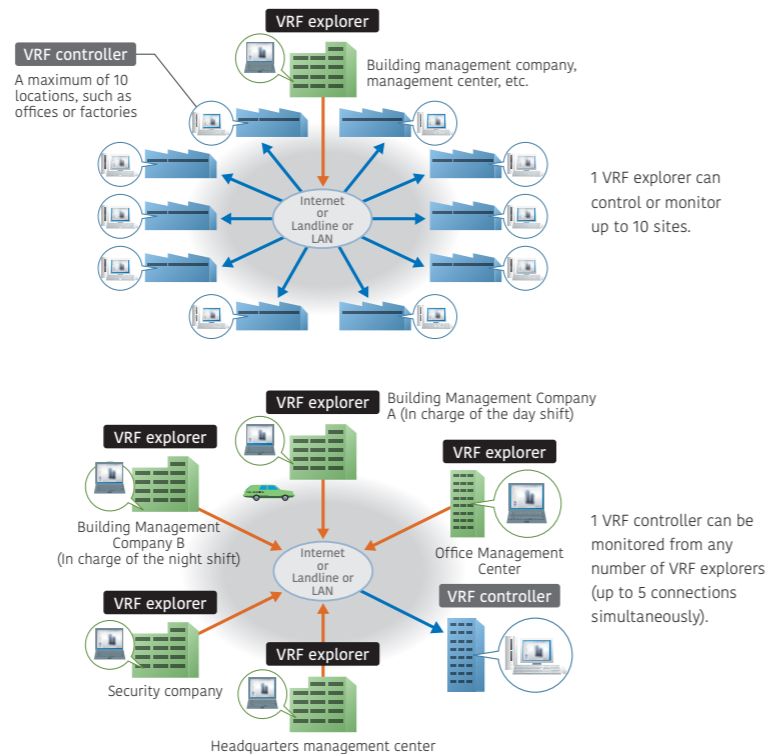 VRF explorer
VRF controller
A maximum of 10
locations, such as
offices or factories
Building management company,
management center, etc.
Internet
or
Landline or
LAN
1 VRF explorer can
control or monitor
up to 10 sites.
VRF explorer
Building Management Company
A (In charge of the day shift)
VRF explorer
Building Management
Company B
(In charge of the night shift)
VRF explorer
Office Management
Center
Internet
or
Landline or
LAN
1 VRF controller can be
monitored from any
number of VRF explorers
(up to 5 connections
simultaneously).
VRF explorer
Security company
VRF controller
VRF explorer
Headquarters management center